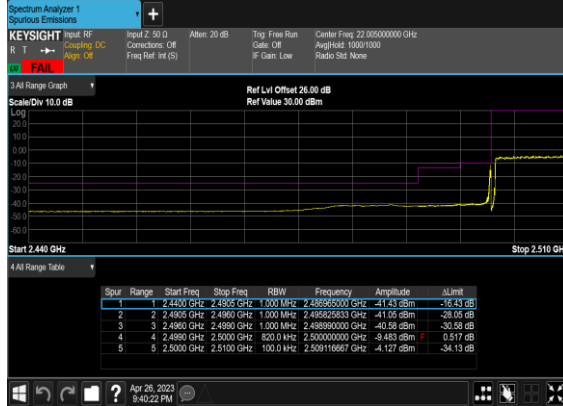 Spectrum Analyzer 1
Spurious Emissions
+
KEYSIGHT Input: RF Input Z: 50 Ω Atten: 20 dB Trig: Free Run Center Freq: 22.005000000 GHz
R T Coupling: DC Corrections: Off Gate: Off Avg|Hold: 1000/1000
Align: Off Freq Ref: Int (S) IF Gain: Low Radio Std: None
FAIL
3 All Range Graph
Ref Lvl Offset 26.00 dB
Scale/Div 10.0 dB Ref Value 30.00 dBm
Log
20.0
10.0
0.00
-10.0
-20.0
-30.0
-40.0
-50.0
-60.0
Start 2.440 GHz Stop 2.510 GH
4 All Range Table
Spur Range Start Freq Stop Freq RBW Frequency Amplitude ΔLimit
1 1 2.4400 GHz 2.4905 GHz 1.000 MHz 2.486965000 GHz -41.43 dBm -16.43 dB
2 2 2.4905 GHz 2.4960 GHz 1.000 MHz 2.495825833 GHz -41.05 dBm -28.05 dB
3 3 2.4960 GHz 2.4990 GHz 1.000 MHz 2.498990000 GHz -40.58 dBm -30.58 dB
4 4 2.4990 GHz 2.5000 GHz 820.0 kHz 2.500000000 GHz -9.483 dBm F 0.517 dB
5 5 2.5000 GHz 2.5100 GHz 100.0 kHz 2.509116667 GHz -4.127 dBm -34.13 dB
? Apr 26, 2023
9:40:22 PM